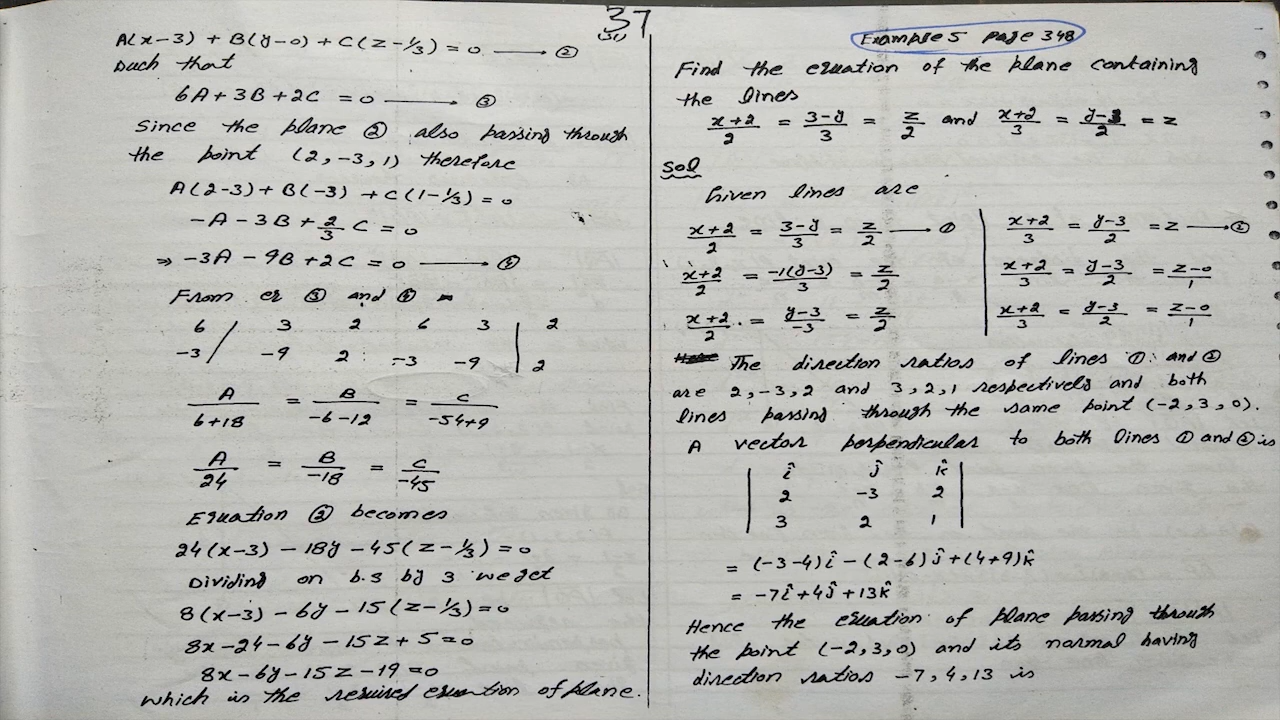 37
A(x-3) + B(y-0) + C(z-1/3) = 0 ——→ ②
such that
6A+3B+2C = 0 ——→ ③
Since the plane ② also passing through
the point (2,-3,1) therefore
A(2-3) + B(-3) + C(1-1/3) = 0
-A - 3B + 2/3 C = 0
⇒ -3A - 9B + 2C = 0 ——→ ④
From eq ③ and ④
6 / 3 2 6 3 | 2
-3 / -9 2 -3 -9 | 2
A/(6+18) = B/(-6-12) = C/(-54+9)
A/24 = B/-18 = C/-45
Equation ② becomes
24(x-3) - 18y - 45(z-1/3) = 0
Dividing on b.s by 3 we get
8(x-3) - 6y - 15(z-1/3) = 0
8x-24-6y-15z+5=0
8x-6y-15z-19=0
which is the required equation of plane.
Example 5 page 348
Find the equation of the plane containing
the lines
(x+2)/2 = (3-y)/3 = z/2 and (x+2)/3 = (y-3)/2 = z
Sol
Given lines are
(x+2)/2 = (3-y)/3 = z/2 ——→ ① | (x+2)/3 = (y-3)/2 = z ——→ ②
(x+2)/2 = -1(y-3)/3 = z/2 | (x+2)/3 = (y-3)/2 = (z-0)/1
(x+2)/2 = (y-3)/-3 = z/2 | (x+2)/3 = (y-3)/2 = (z-0)/1
The direction ratios of lines ① and ②
are 2,-3,2 and 3,2,1 respectively and both
lines passing through the same point (-2,3,0).
A vector perpendicular to both lines ① and ② is
| î ĵ k̂ |
| 2 -3 2 |
| 3 2 1 |
= (-3-4)î - (2-6)ĵ + (4+9)k̂
= -7î+4ĵ+13k̂
Hence the equation of plane passing through
the point (-2,3,0) and its normal having
direction ratios -7,4,13 is